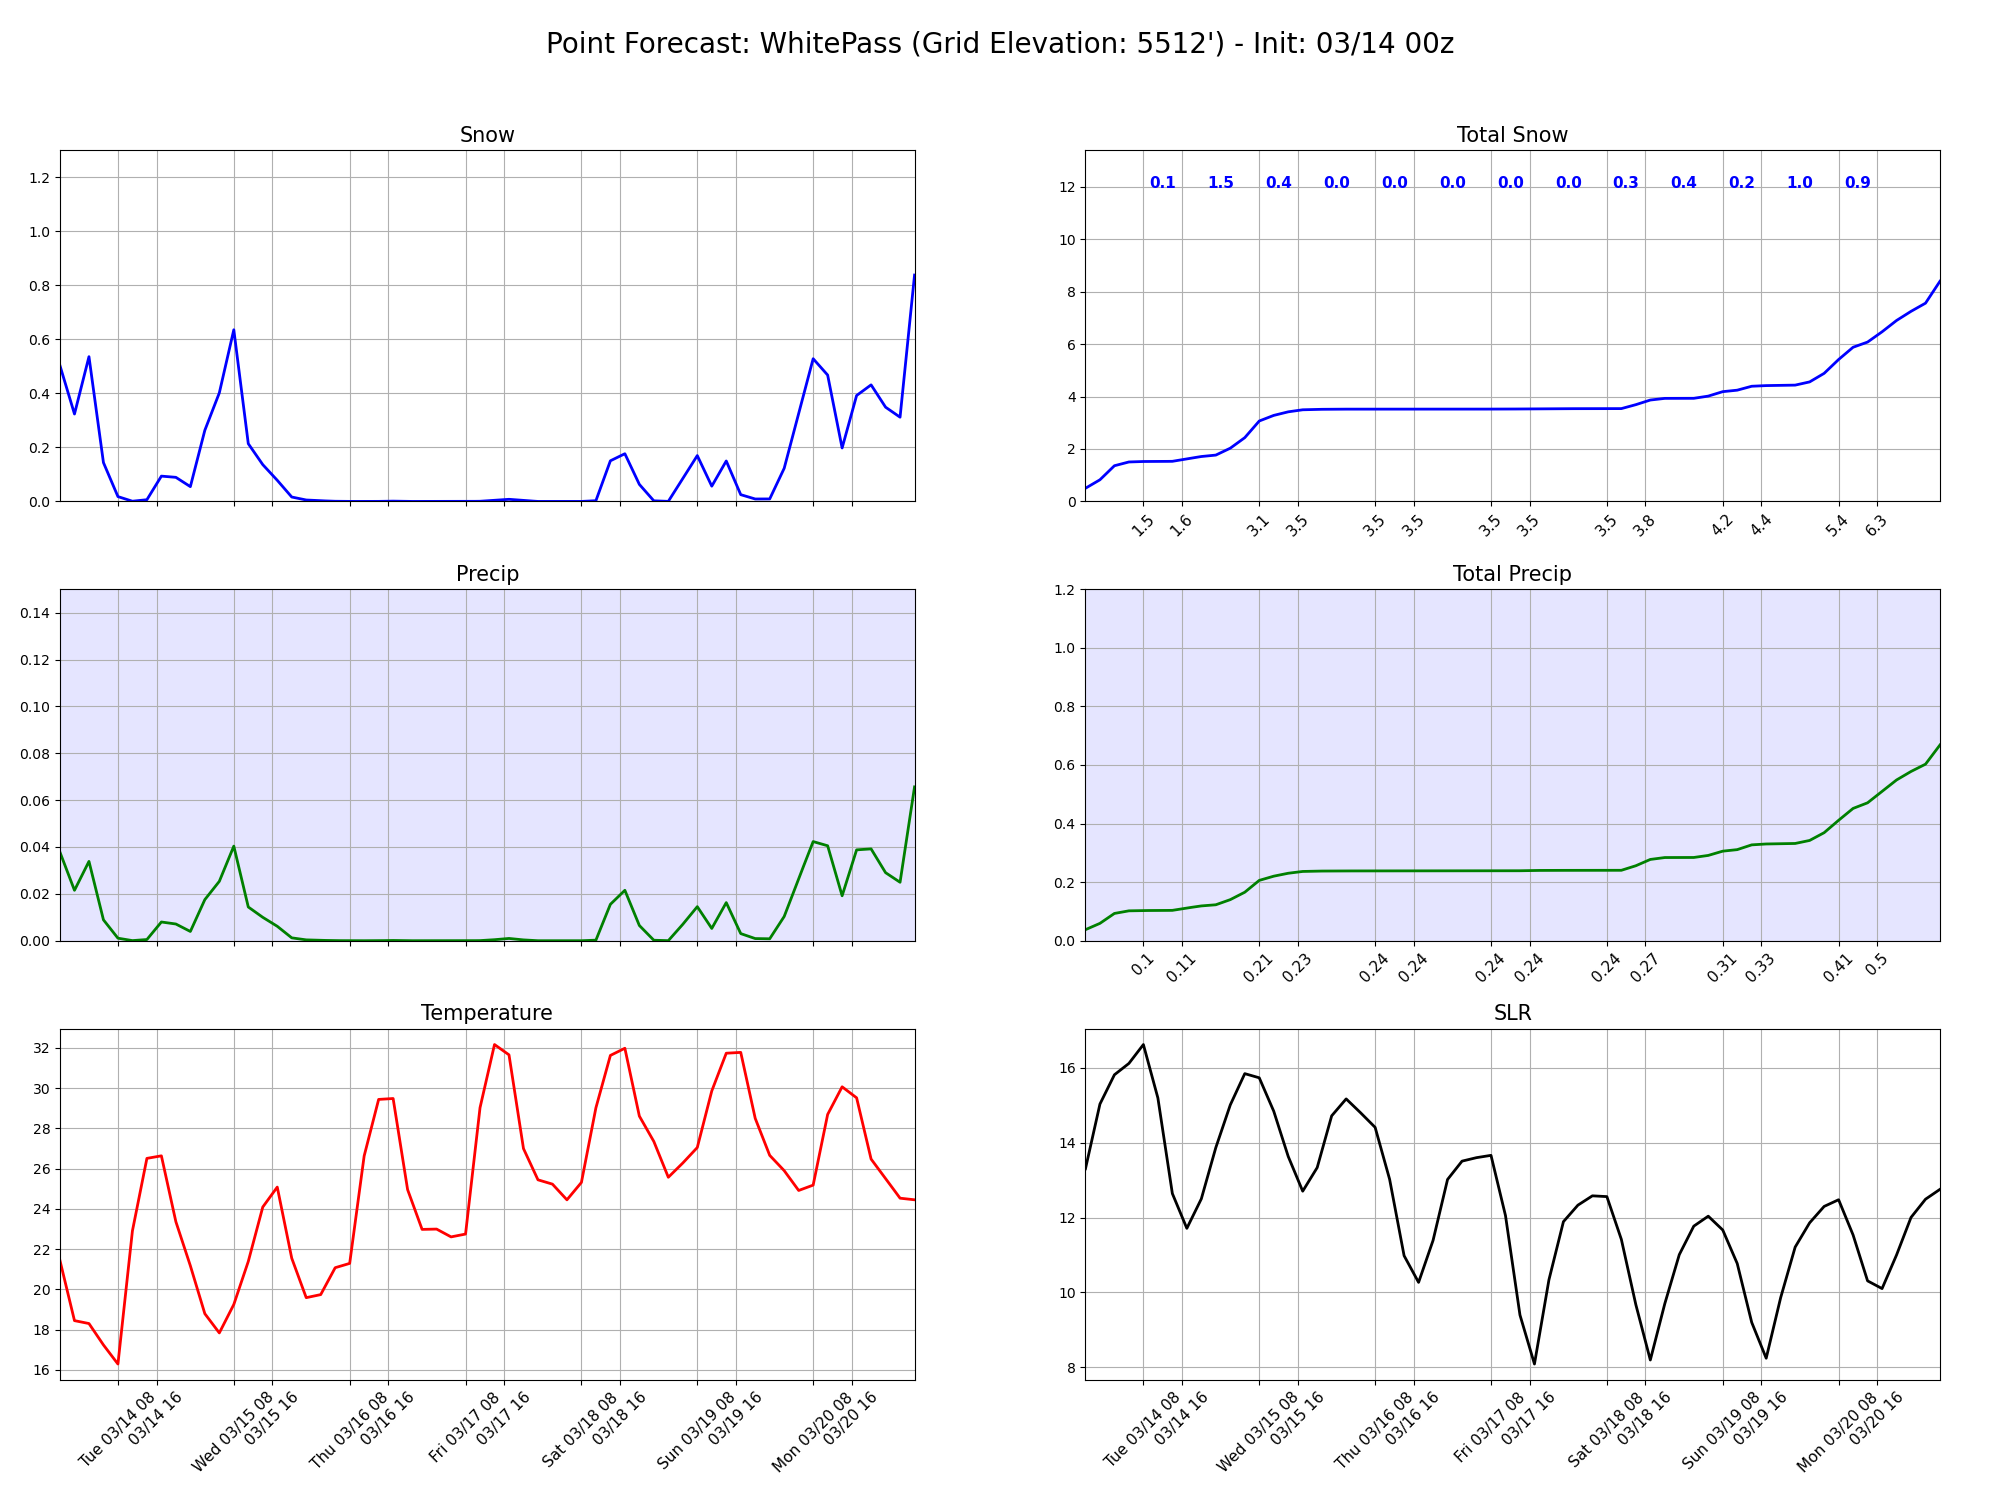 Point Forecast: WhitePass (Grid Elevation: 5512') - Init: 03/14 00z
Snow
1.2
1.0
0.8
0.6
0.4
0.2
0.0
Total Snow
0.1 1.5 0.4 0.0 0.0 0.0 0.0 0.0 0.3 0.4 0.2 1.0 0.9
12
10
8
6
4
2
0
1.5 1.6 3.1 3.5 3.5 3.5 3.5 3.5 3.5 3.8 4.2 4.4 5.4 6.3
Precip
0.14
0.12
0.10
0.08
0.06
0.04
0.02
0.00
Total Precip
1.2
1.0
0.8
0.6
0.4
0.2
0.0
0.1 0.11 0.21 0.23 0.24 0.24 0.24 0.24 0.24 0.27 0.31 0.33 0.41 0.5
Temperature
32
30
28
26
24
22
20
18
16
Tue 03/14 08
03/14 16
Wed 03/15 08
03/15 16
Thu 03/16 08
03/16 16
Fri 03/17 08
03/17 16
Sat 03/18 08
03/18 16
Sun 03/19 08
03/19 16
Mon 03/20 08
03/20 16
SLR
16
14
12
10
8
Tue 03/14 08
03/14 16
Wed 03/15 08
03/15 16
Thu 03/16 08
03/16 16
Fri 03/17 08
03/17 16
Sat 03/18 08
03/18 16
Sun 03/19 08
03/19 16
Mon 03/20 08
03/20 16